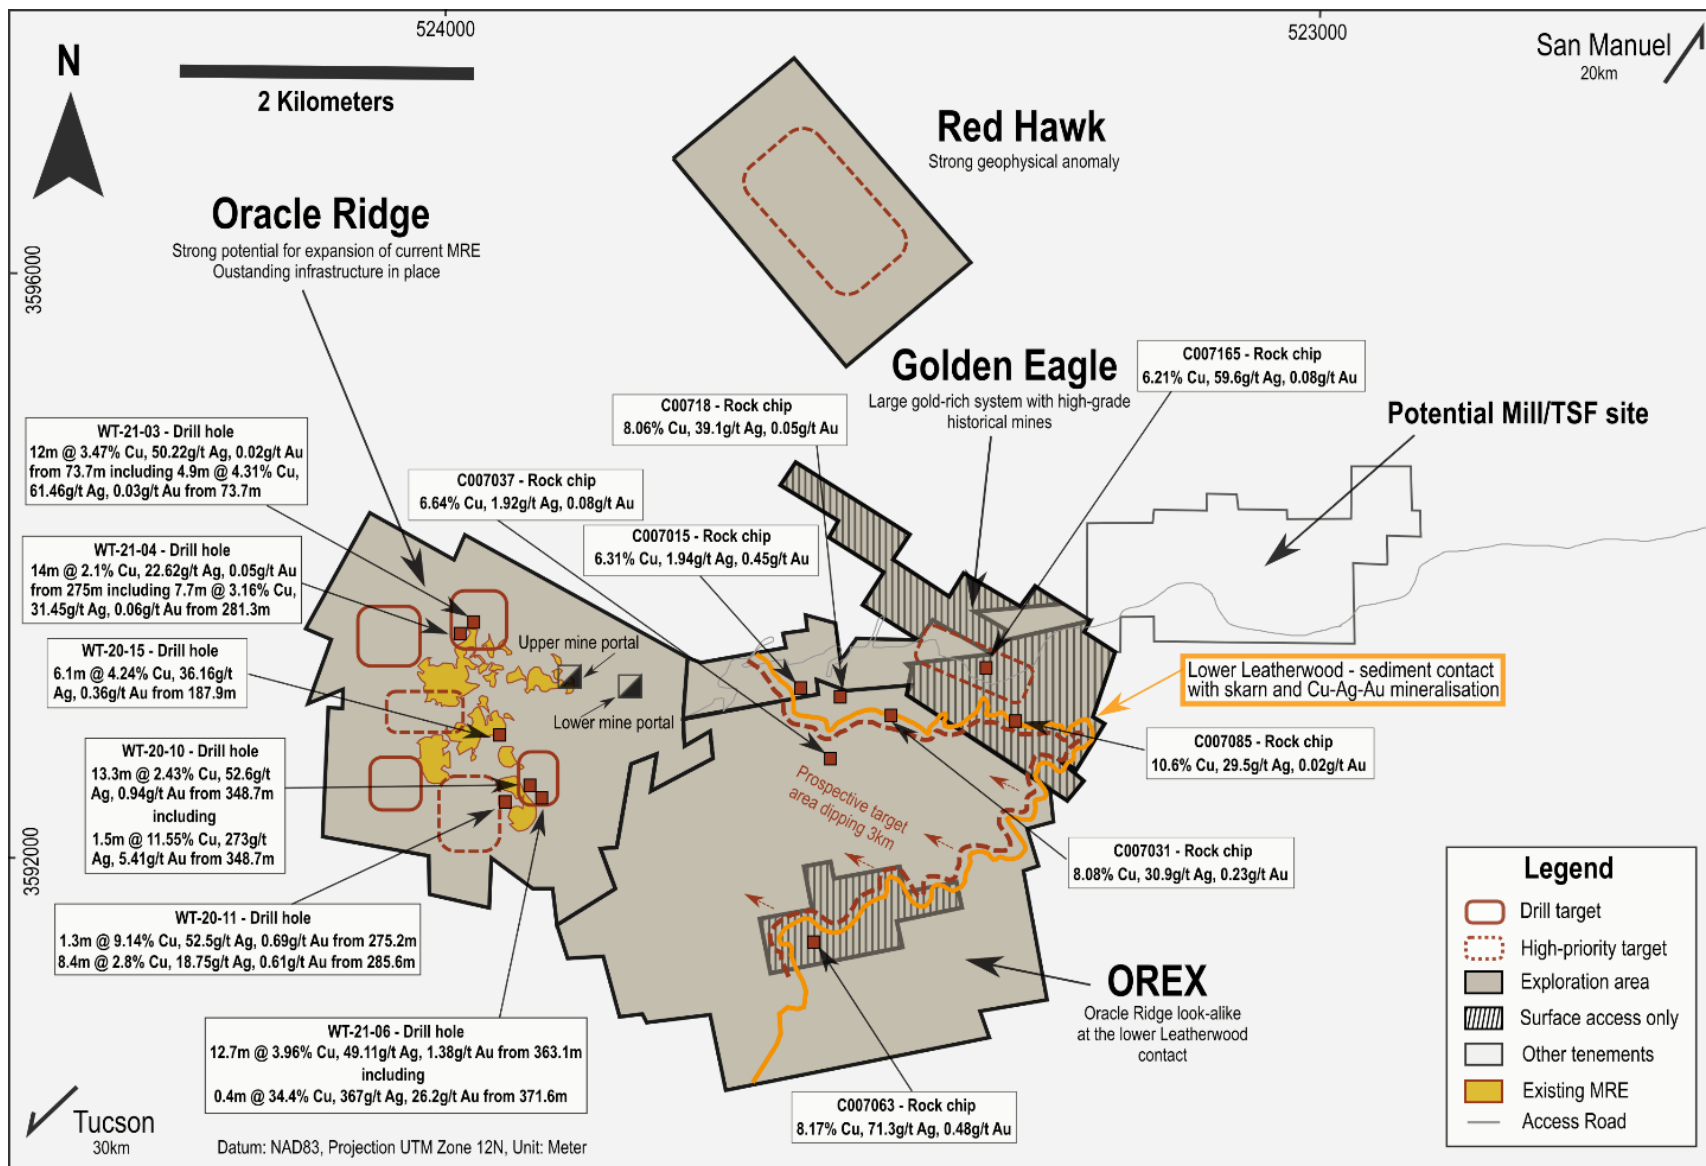 524000
523000
San Manuel
20km
N
2 Kilometers
Red Hawk
Strong geophysical anomaly
Oracle Ridge
Strong potential for expansion of current MRE
Oustanding infrastructure in place
3596000
Golden Eagle
Large gold-rich system with high-grade
historical mines
C007165 - Rock chip
6.21% Cu, 59.6g/t Ag, 0.08g/t Au
C00718 - Rock chip
8.06% Cu, 39.1g/t Ag, 0.05g/t Au
Potential Mill/TSF site
WT-21-03 - Drill hole
12m @ 3.47% Cu, 50.22g/t Ag, 0.02g/t Au
from 73.7m including 4.9m @ 4.31% Cu,
61.46g/t Ag, 0.03g/t Au from 73.7m
C007037 - Rock chip
6.64% Cu, 1.92g/t Ag, 0.08g/t Au
C007015 - Rock chip
6.31% Cu, 1.94g/t Ag, 0.45g/t Au
WT-21-04 - Drill hole
14m @ 2.1% Cu, 22.62g/t Ag, 0.05g/t Au
from 275m including 7.7m @ 3.16% Cu,
31.45g/t Ag, 0.06g/t Au from 281.3m
WT-20-15 - Drill hole
6.1m @ 4.24% Cu, 36.16g/t
Ag, 0.36g/t Au from 187.9m
Upper mine portal
Lower mine portal
Lower Leatherwood - sediment contact
with skarn and Cu-Ag-Au mineralisation
C007085 - Rock chip
10.6% Cu, 29.5g/t Ag, 0.02g/t Au
WT-20-10 - Drill hole
13.3m @ 2.43% Cu, 52.6g/t
Ag, 0.94g/t Au from 348.7m
including
1.5m @ 11.55% Cu, 273g/t
Ag, 5.41g/t Au from 348.7m
Prospective target
area dipping 3km
3592000
C007031 - Rock chip
8.08% Cu, 30.9g/t Ag, 0.23g/t Au
WT-20-11 - Drill hole
1.3m @ 9.14% Cu, 52.5g/t Ag, 0.69g/t Au from 275.2m
8.4m @ 2.8% Cu, 18.75g/t Ag, 0.61g/t Au from 285.6m
OREX
Oracle Ridge look-alike
at the lower Leatherwood
contact
WT-21-06 - Drill hole
12.7m @ 3.96% Cu, 49.11g/t Ag, 1.38g/t Au from 363.1m
including
0.4m @ 34.4% Cu, 367g/t Ag, 26.2g/t Au from 371.6m
C007063 - Rock chip
8.17% Cu, 71.3g/t Ag, 0.48g/t Au
Legend
Drill target
High-priority target
Exploration area
Surface access only
Other tenements
Existing MRE
Access Road
Tucson
30km
Datum: NAD83, Projection UTM Zone 12N, Unit: Meter